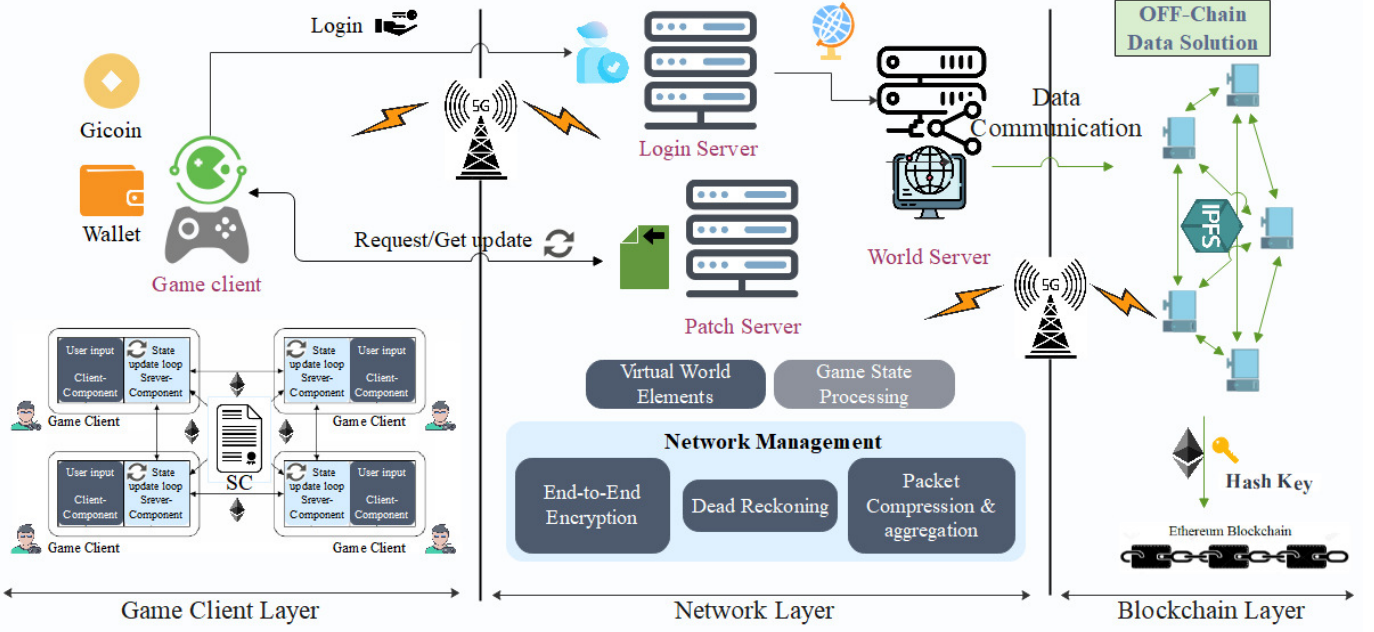 Login
Gicoin
Wallet
Game client
Request/Get update
User input
Client-
Component
State
update loop
Srever-
Component
Game Client
State
update loop
Srever-
Component
User input
Client-
Component
Game Client
SC
User input
Client-
Component
State
update loop
Srever-
Component
Game Client
State
update loop
Srever-
Component
User input
Client-
Component
Game Client
Game Client Layer
5G
Login Server
Patch Server
World Server
Data
Communication
5G
Virtual World
Elements
Game State
Processing
Network Management
End-to-End
Encryption
Dead Reckoning
Packet
Compression &
aggregation
Network Layer
OFF-Chain
Data Solution
IPFS
Hash Key
Ethereum Blockchain
Blockchain Layer